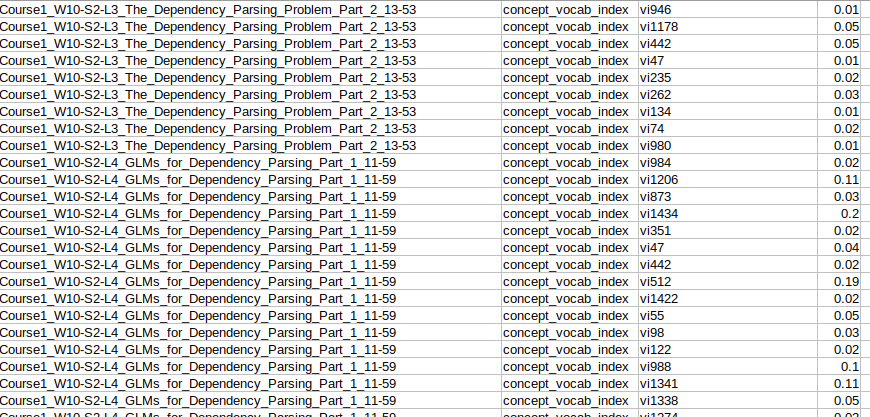 Course1_W10-S2-L3_The_Dependency_Parsing_Problem_Part_2_13-53 concept_vocab_index vi946 0.01
Course1_W10-S2-L3_The_Dependency_Parsing_Problem_Part_2_13-53 concept_vocab_index vi1178 0.05
Course1_W10-S2-L3_The_Dependency_Parsing_Problem_Part_2_13-53 concept_vocab_index vi442 0.05
Course1_W10-S2-L3_The_Dependency_Parsing_Problem_Part_2_13-53 concept_vocab_index vi47 0.01
Course1_W10-S2-L3_The_Dependency_Parsing_Problem_Part_2_13-53 concept_vocab_index vi235 0.02
Course1_W10-S2-L3_The_Dependency_Parsing_Problem_Part_2_13-53 concept_vocab_index vi262 0.03
Course1_W10-S2-L3_The_Dependency_Parsing_Problem_Part_2_13-53 concept_vocab_index vi134 0.01
Course1_W10-S2-L3_The_Dependency_Parsing_Problem_Part_2_13-53 concept_vocab_index vi74 0.02
Course1_W10-S2-L3_The_Dependency_Parsing_Problem_Part_2_13-53 concept_vocab_index vi980 0.01
Course1_W10-S2-L4_GLMs_for_Dependency_Parsing_Part_1_11-59 concept_vocab_index vi984 0.02
Course1_W10-S2-L4_GLMs_for_Dependency_Parsing_Part_1_11-59 concept_vocab_index vi1206 0.11
Course1_W10-S2-L4_GLMs_for_Dependency_Parsing_Part_1_11-59 concept_vocab_index vi873 0.03
Course1_W10-S2-L4_GLMs_for_Dependency_Parsing_Part_1_11-59 concept_vocab_index vi1434 0.2
Course1_W10-S2-L4_GLMs_for_Dependency_Parsing_Part_1_11-59 concept_vocab_index vi351 0.02
Course1_W10-S2-L4_GLMs_for_Dependency_Parsing_Part_1_11-59 concept_vocab_index vi47 0.04
Course1_W10-S2-L4_GLMs_for_Dependency_Parsing_Part_1_11-59 concept_vocab_index vi442 0.02
Course1_W10-S2-L4_GLMs_for_Dependency_Parsing_Part_1_11-59 concept_vocab_index vi512 0.19
Course1_W10-S2-L4_GLMs_for_Dependency_Parsing_Part_1_11-59 concept_vocab_index vi1422 0.02
Course1_W10-S2-L4_GLMs_for_Dependency_Parsing_Part_1_11-59 concept_vocab_index vi55 0.05
Course1_W10-S2-L4_GLMs_for_Dependency_Parsing_Part_1_11-59 concept_vocab_index vi98 0.03
Course1_W10-S2-L4_GLMs_for_Dependency_Parsing_Part_1_11-59 concept_vocab_index vi122 0.02
Course1_W10-S2-L4_GLMs_for_Dependency_Parsing_Part_1_11-59 concept_vocab_index vi988 0.1
Course1_W10-S2-L4_GLMs_for_Dependency_Parsing_Part_1_11-59 concept_vocab_index vi1341 0.11
Course1_W10-S2-L4_GLMs_for_Dependency_Parsing_Part_1_11-59 concept_vocab_index vi1338 0.05